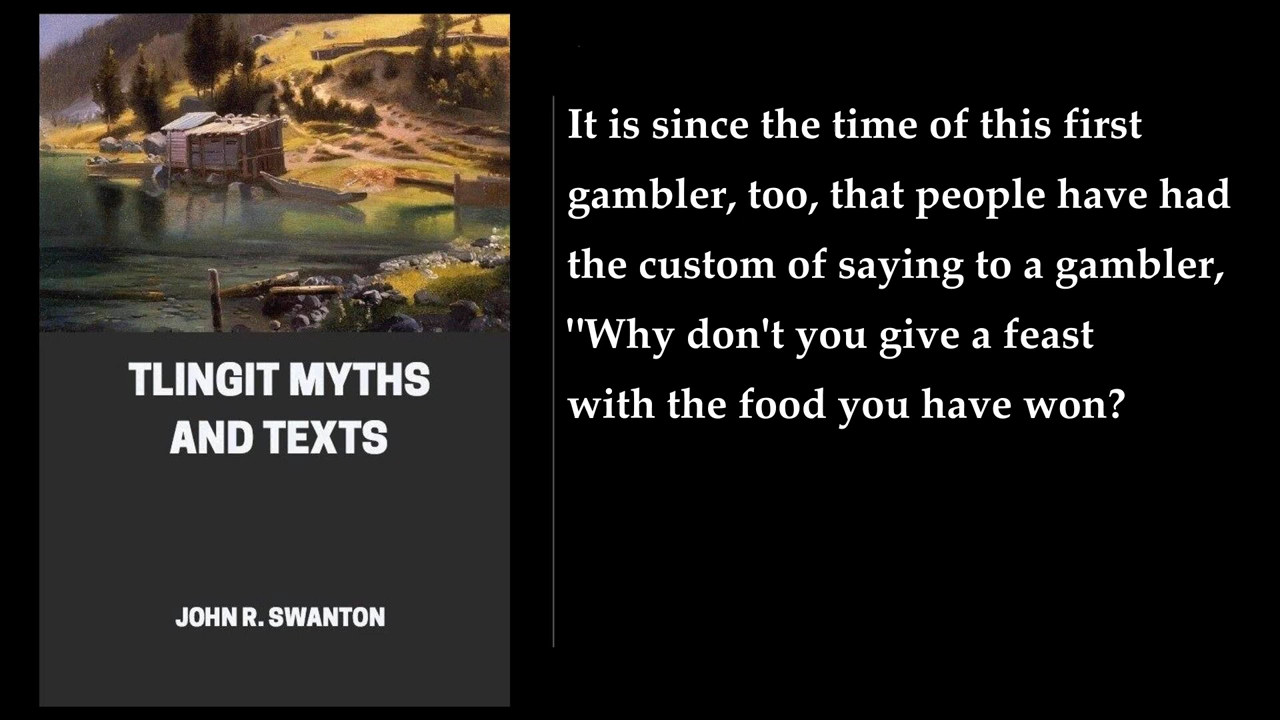 TLINGIT MYTHS
AND TEXTS
JOHN R. SWANTON
It is since the time of this first
gambler, too, that people have had
the custom of saying to a gambler,
"Why don't you give a feast
with the food you have won?